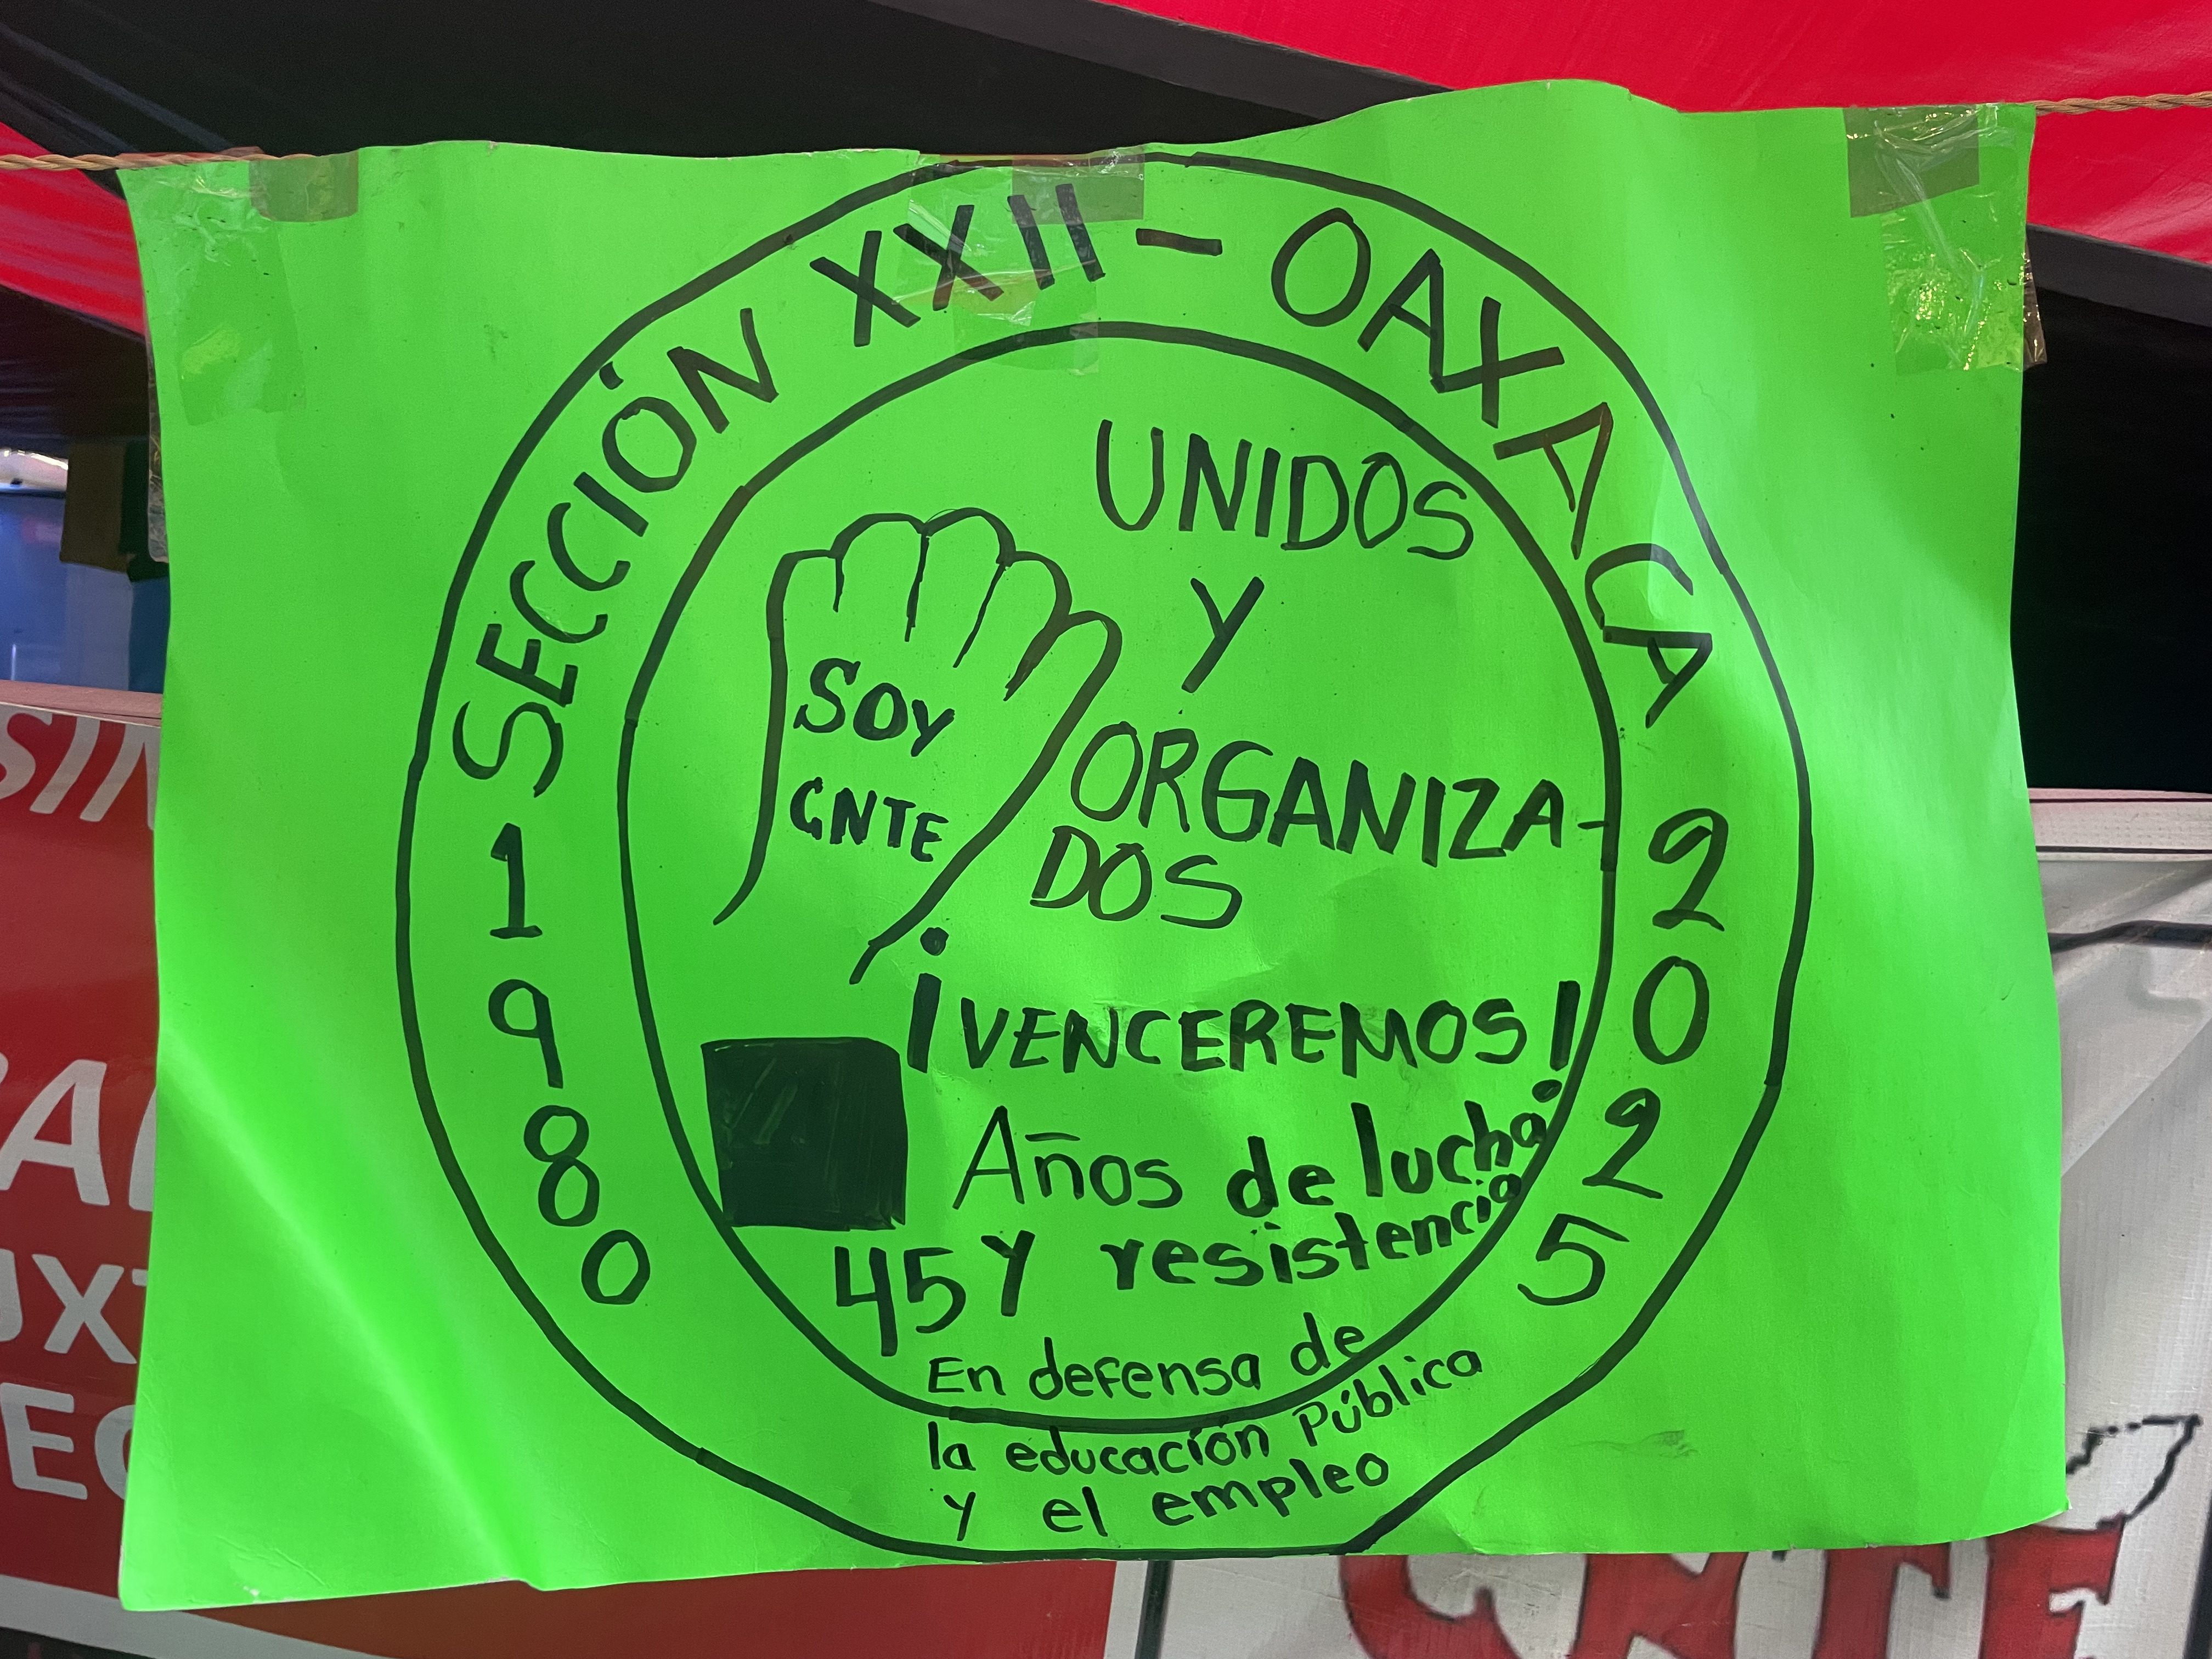 SECCIÓN XXII - OAXACA
1980
2025
UNIDOS
Y
ORGANIZA-
DOS
SOY
CNTE
¡VENCEREMOS!
Años de lucha
45 Y resistencia
En defensa de
la educación Pública
y el empleo
CNTE